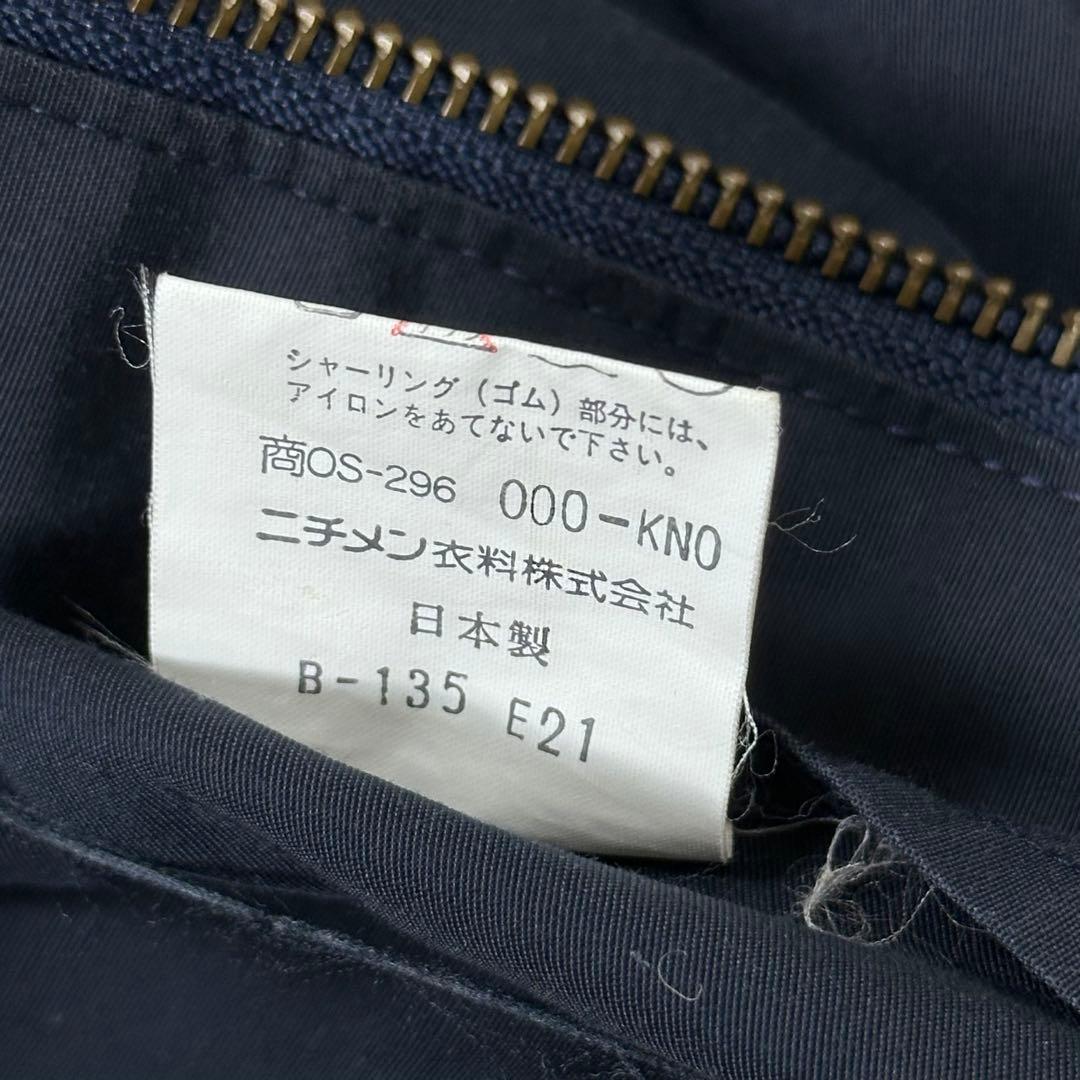 シャーリング(ゴム)部分には、
アイロンをあてないで下さい。
商OS-296 000-KNO
ニチメン衣料株式会社
日本製
B-135 E21